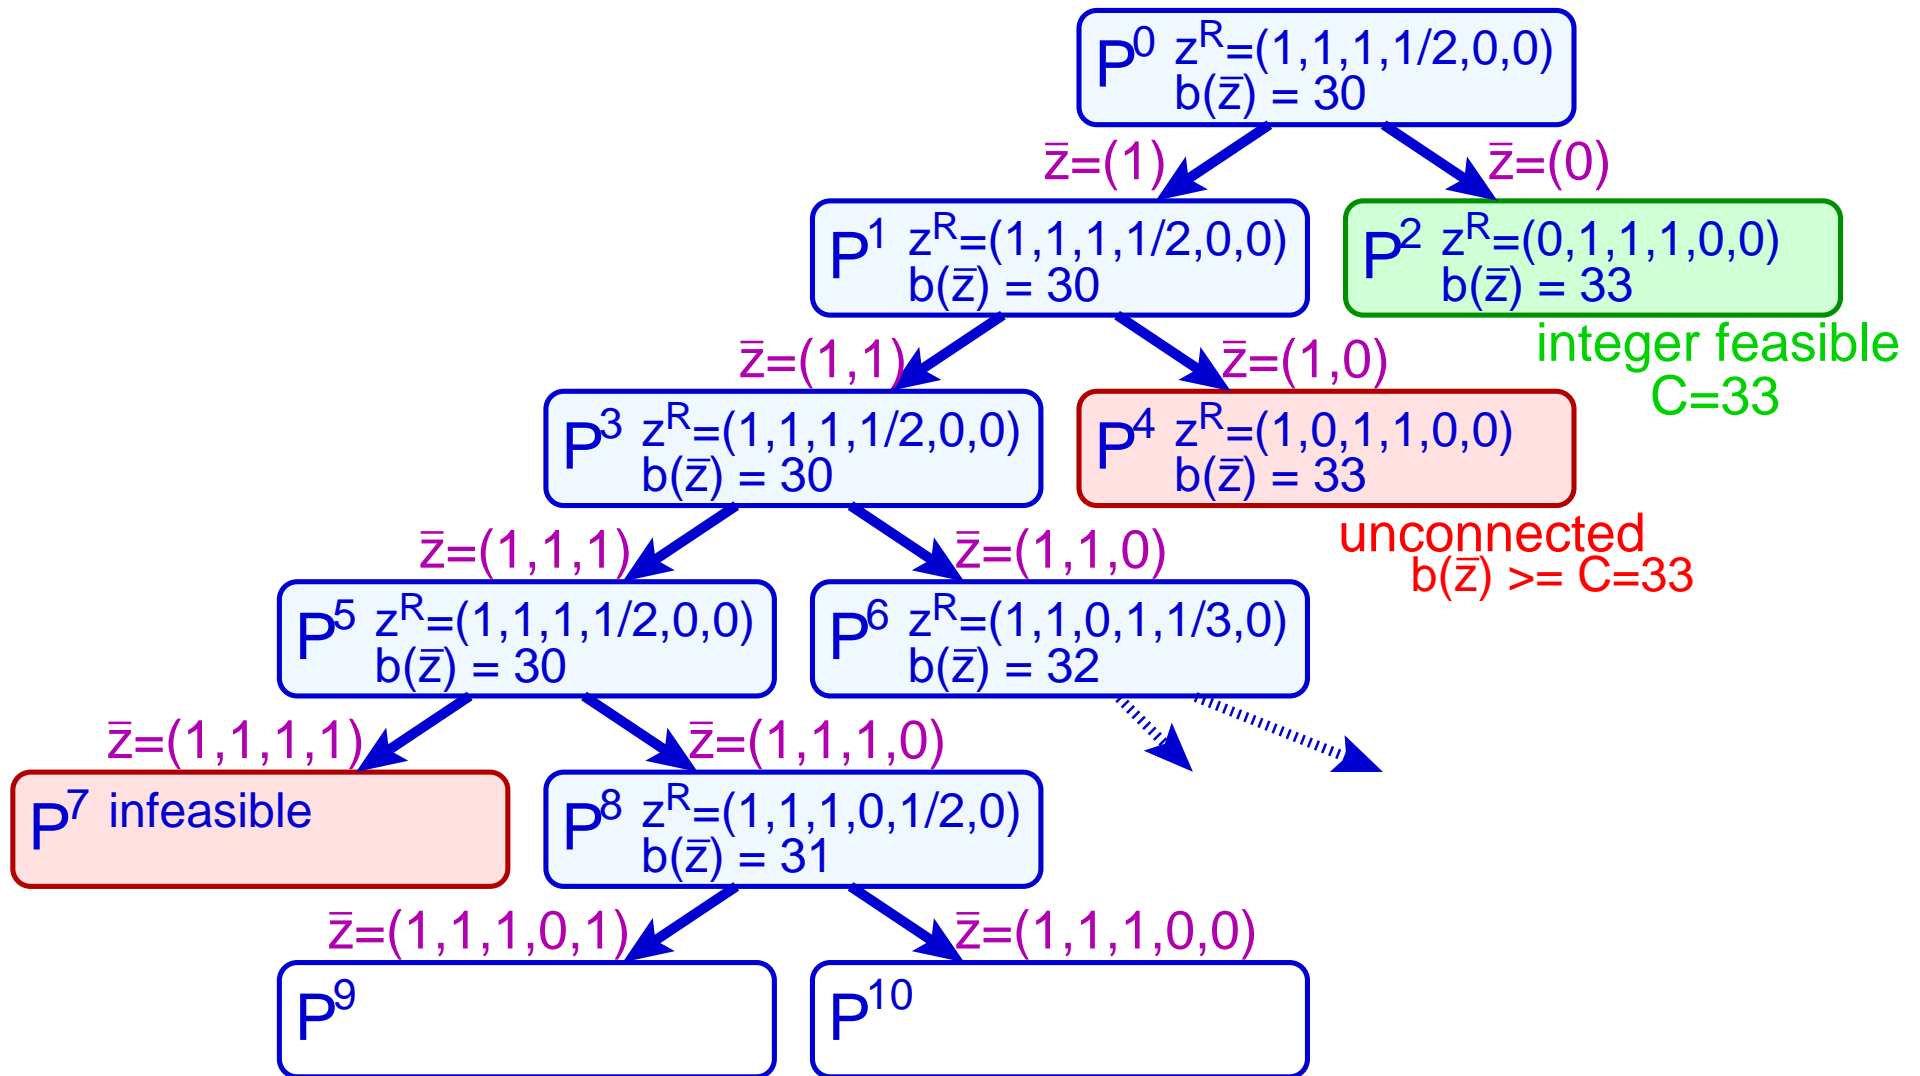 P⁰ zᴿ=(1,1,1,1/2,0,0)
b(z̅) = 30
z̅=(1)
z̅=(0)
P¹ zᴿ=(1,1,1,1/2,0,0)
b(z̅) = 30
P² zᴿ=(0,1,1,1,0,0)
b(z̅) = 33
integer feasible
C=33
z̅=(1,1)
z̅=(1,0)
P³ zᴿ=(1,1,1,1/2,0,0)
b(z̅) = 30
P⁴ zᴿ=(1,0,1,1,0,0)
b(z̅) = 33
unconnected
b(z̅) >= C=33
z̅=(1,1,1)
z̅=(1,1,0)
P⁵ zᴿ=(1,1,1,1/2,0,0)
b(z̅) = 30
P⁶ zᴿ=(1,1,0,1,1/3,0)
b(z̅) = 32
z̅=(1,1,1,1)
z̅=(1,1,1,0)
P⁷ infeasible
P⁸ zᴿ=(1,1,1,0,1/2,0)
b(z̅) = 31
z̅=(1,1,1,0,1)
z̅=(1,1,1,0,0)
P⁹
P¹⁰